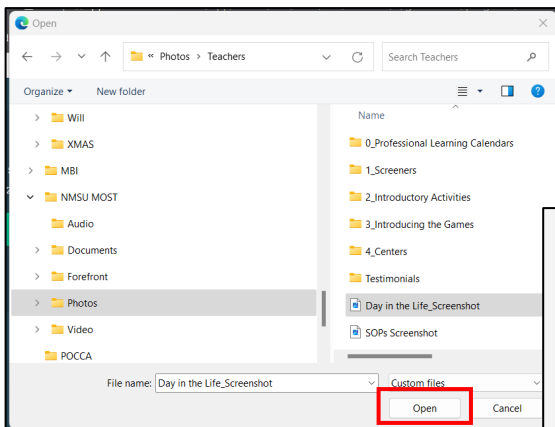 Open
« Photos > Teachers
Search Teachers
Organize
New folder
Will
XMAS
MBI
NMSU MOST
Audio
Documents
Forefront
Photos
Video
POCCA
Name
0_Professional Learning Calendars
1_Screeners
2_Introductory Activities
3_Introducing the Games
4_Centers
Testimonials
Day in the Life_Screenshot
SOPs Screenshot
File name: Day in the Life_Screenshot
Custom files
Open
Cancel